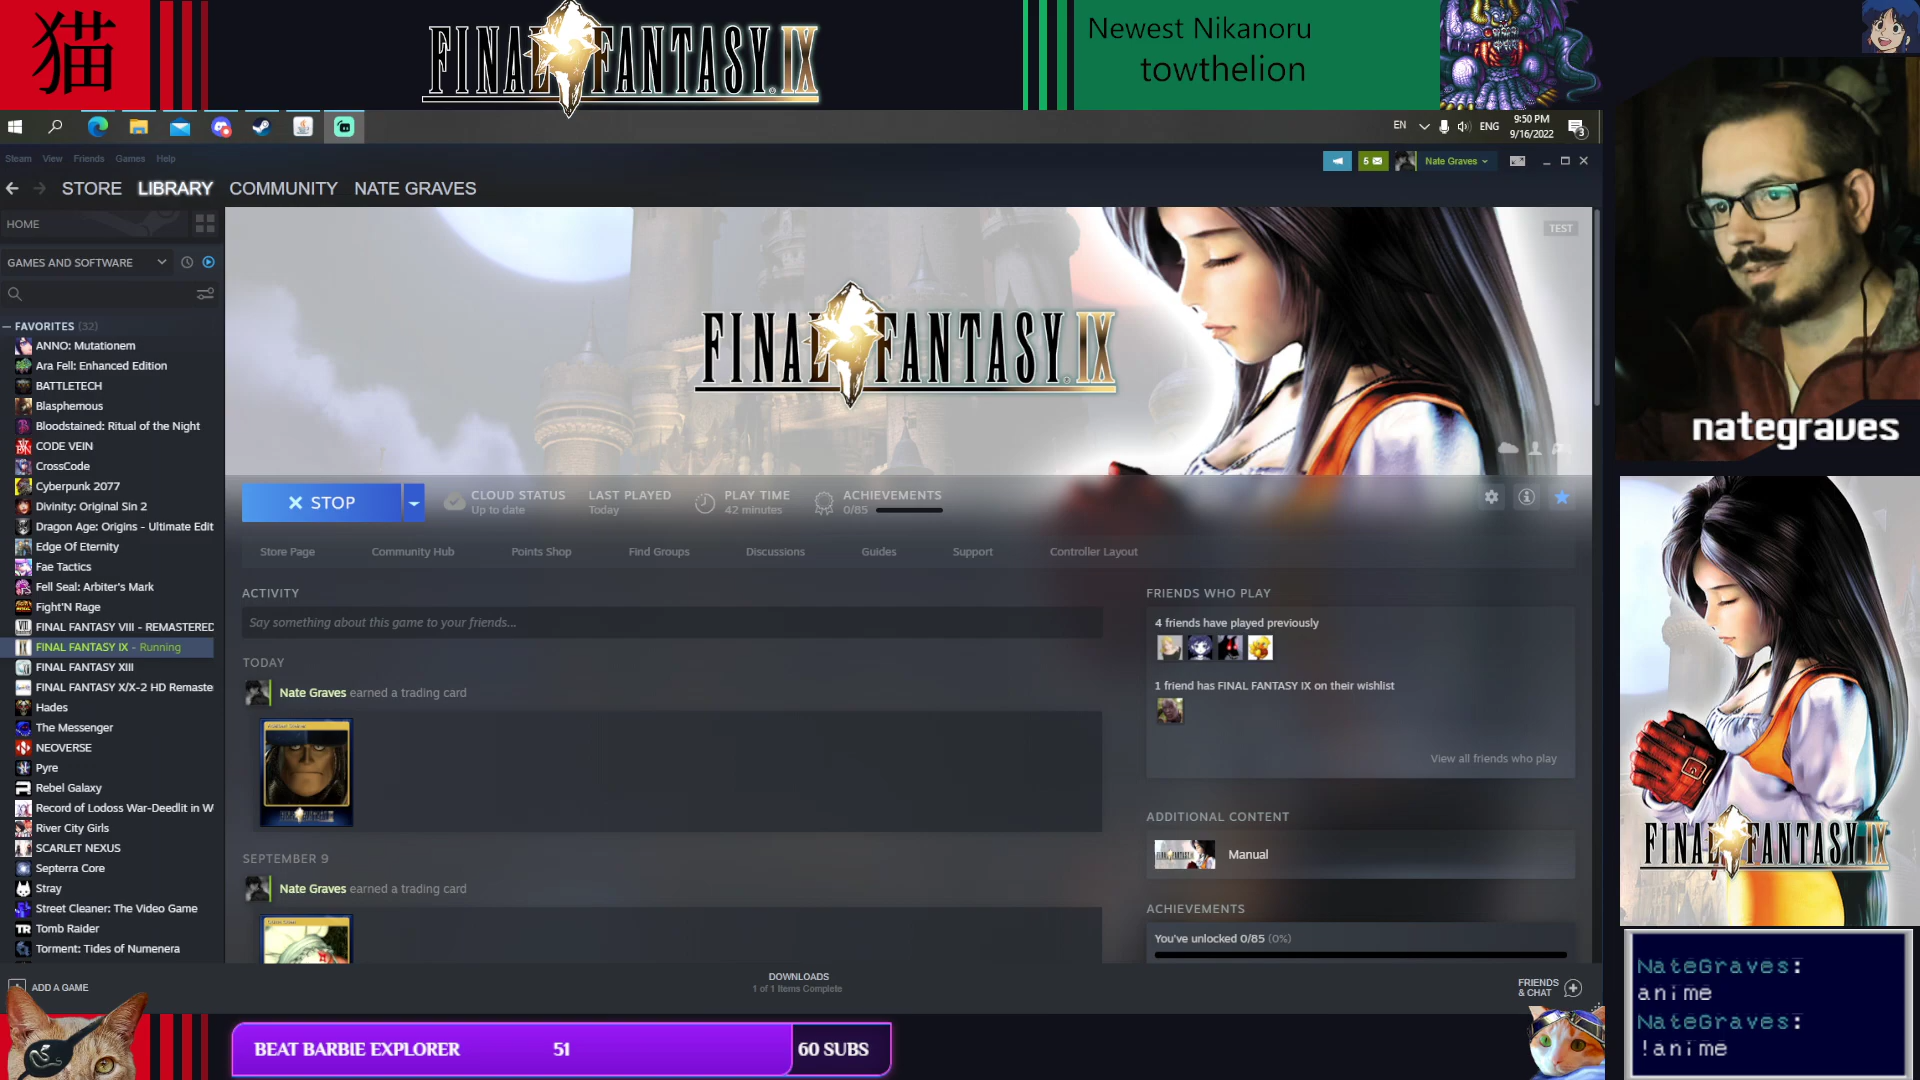 猫
FINAL FANTASY IX
Newest Nikanoru
towthelion
EN
ENG
9:50 PM
9/16/2022
3
Steam View Friends Games Help
5
Nate Graves
STORE LIBRARY COMMUNITY NATE GRAVES
HOME
GAMES AND SOFTWARE
FAVORITES (32)
ANNO: Mutationem
Ara Fell: Enhanced Edition
BATTLETECH
Blasphemous
Bloodstained: Ritual of the Night
CODE VEIN
CrossCode
Cyberpunk 2077
Divinity: Original Sin 2
Dragon Age: Origins - Ultimate Edit
Edge Of Eternity
Fae Tactics
Fell Seal: Arbiter's Mark
Fight'N Rage
FINAL FANTASY VIII - REMASTERED
FINAL FANTASY IX - Running
FINAL FANTASY XIII
FINAL FANTASY X/X-2 HD Remaste
Hades
The Messenger
NEOVERSE
Pyre
Rebel Galaxy
Record of Lodoss War-Deedlit in W
River City Girls
SCARLET NEXUS
Septerra Core
Stray
Street Cleaner: The Video Game
Tomb Raider
Torment: Tides of Numenera
ADD A GAME
TEST
FINAL FANTASY IX
STOP
CLOUD STATUS
Up to date
LAST PLAYED
Today
PLAY TIME
42 minutes
ACHIEVEMENTS
0/85
Store Page Community Hub Points Shop Find Groups Discussions Guides Support Controller Layout
ACTIVITY
Say something about this game to your friends...
TODAY
Nate Graves earned a trading card
SEPTEMBER 9
Nate Graves earned a trading card
FRIENDS WHO PLAY
4 friends have played previously
1 friend has FINAL FANTASY IX on their wishlist
View all friends who play
ADDITIONAL CONTENT
Manual
ACHIEVEMENTS
You've unlocked 0/85 (0%)
DOWNLOADS
1 of 1 Items Complete
FRIENDS
& CHAT
nategraves
FINAL FANTASY IX
NateGraves:
anime
NateGraves:
!anime
BEAT BARBIE EXPLORER 51 60 SUBS